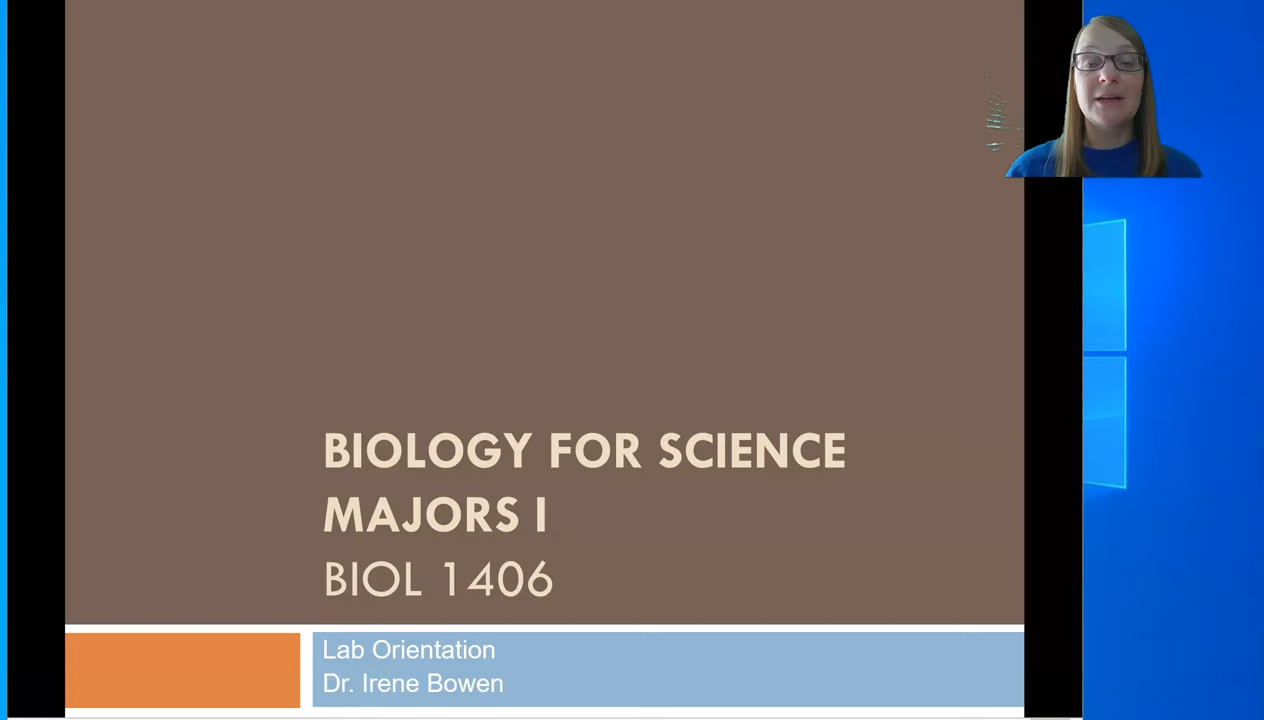 BIOLOGY FOR SCIENCE
MAJORS I
BIOL 1406
Lab Orientation
Dr. Irene Bowen